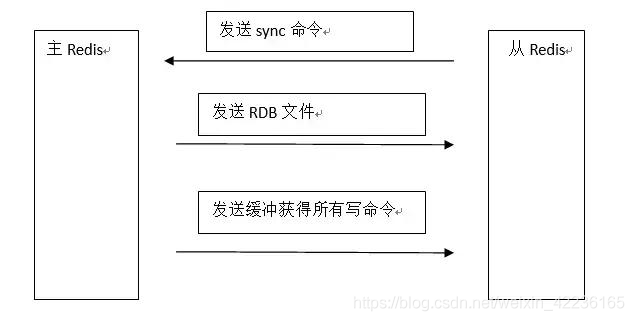 发送 sync 命令
主 Redis
从 Redis
发送 RDB 文件
发送缓冲获得所有写命令
https://blog.csdn.net/weixin_42236165